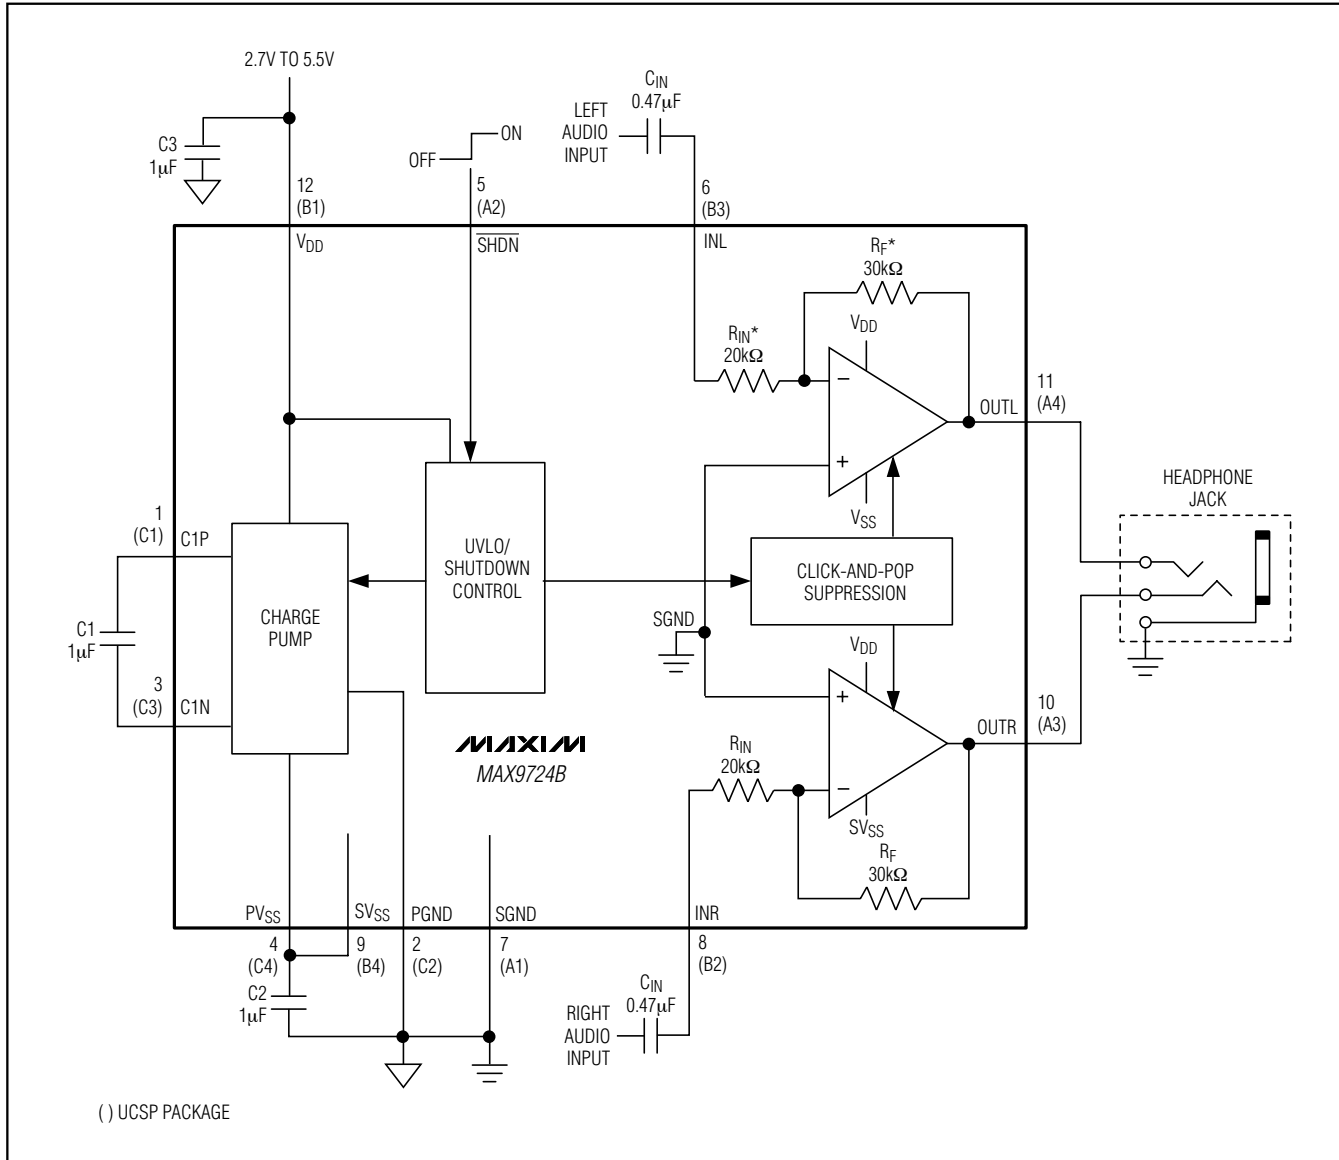 2.7V TO 5.5V
C3
1µF
12
(B1)
VDD
OFF
ON
5
(A2)
SHDN
CIN
0.47µF
LEFT
AUDIO
INPUT
6
(B3)
INL
RF*
30kΩ
RIN*
20kΩ
VDD
−
+
VSS
OUTL
11
(A4)
HEADPHONE
JACK
1
(C1)
C1P
C1
1µF
3
(C3)
C1N
CHARGE
PUMP
UVLO/
SHUTDOWN
CONTROL
CLICK-AND-POP
SUPPRESSION
SGND
VDD
+
−
SVSS
OUTR
10
(A3)
MAXIM
MAX9724B
RIN
20kΩ
RF
30kΩ
PVSS
SVSS
PGND
SGND
INR
4
(C4)
9
(B4)
2
(C2)
7
(A1)
8
(B2)
C2
1µF
CIN
0.47µF
RIGHT
AUDIO
INPUT
( ) UCSP PACKAGE